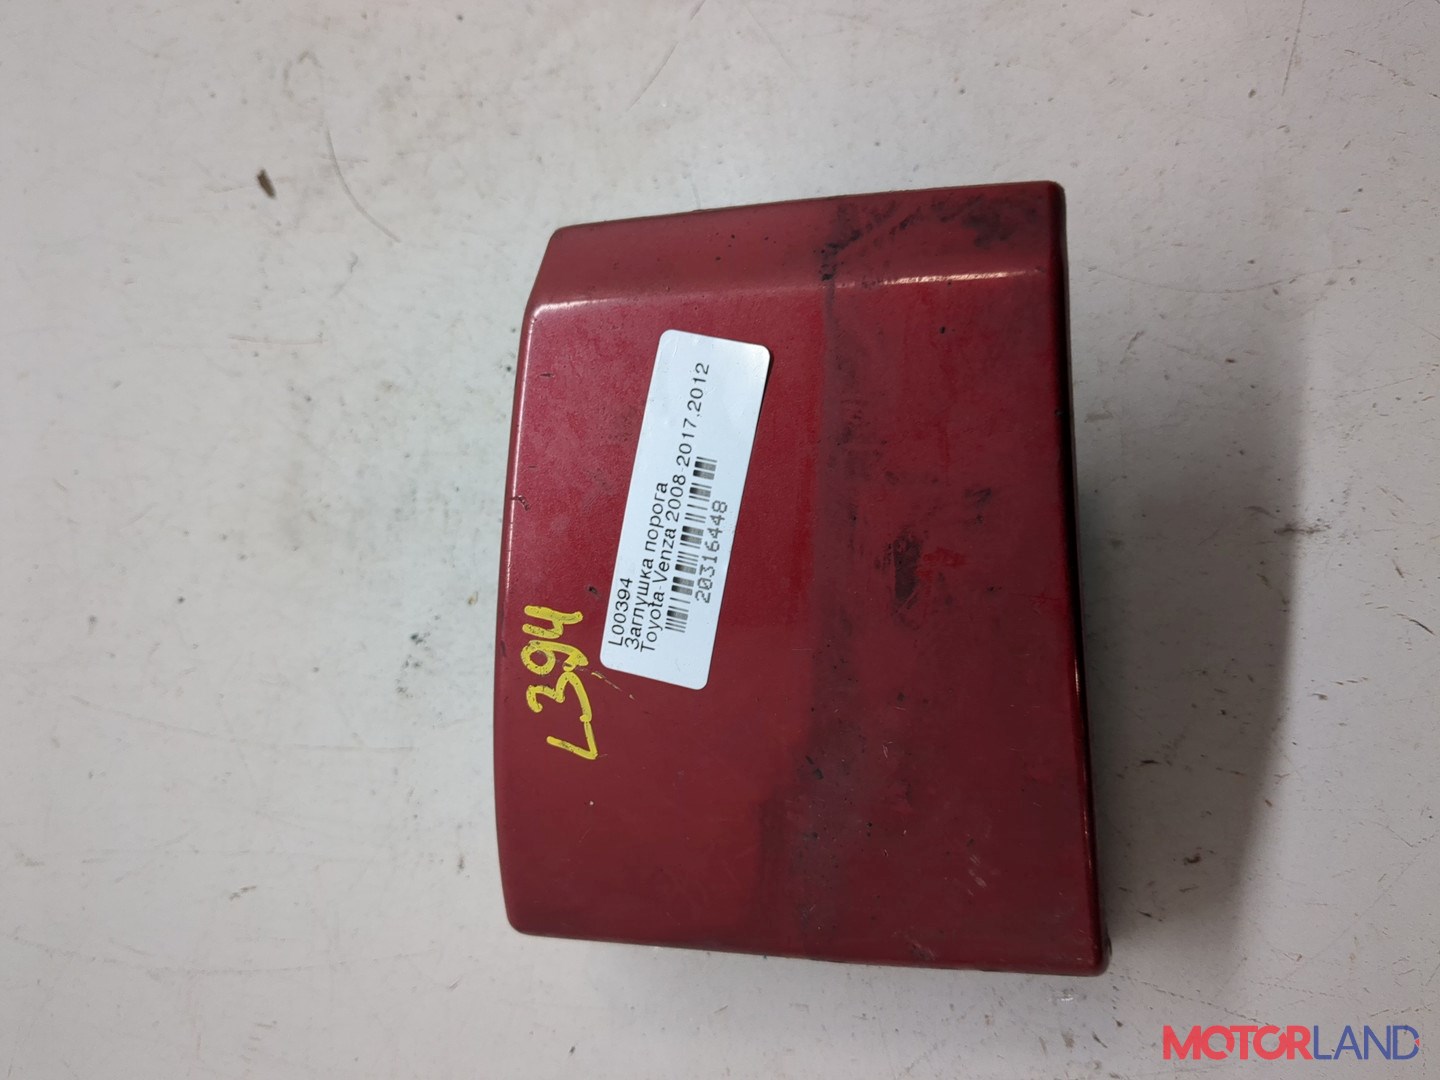 L00394
Заглушка порога
Toyota Venza 2008-2017,2012
20316448
L394
MOTORLAND